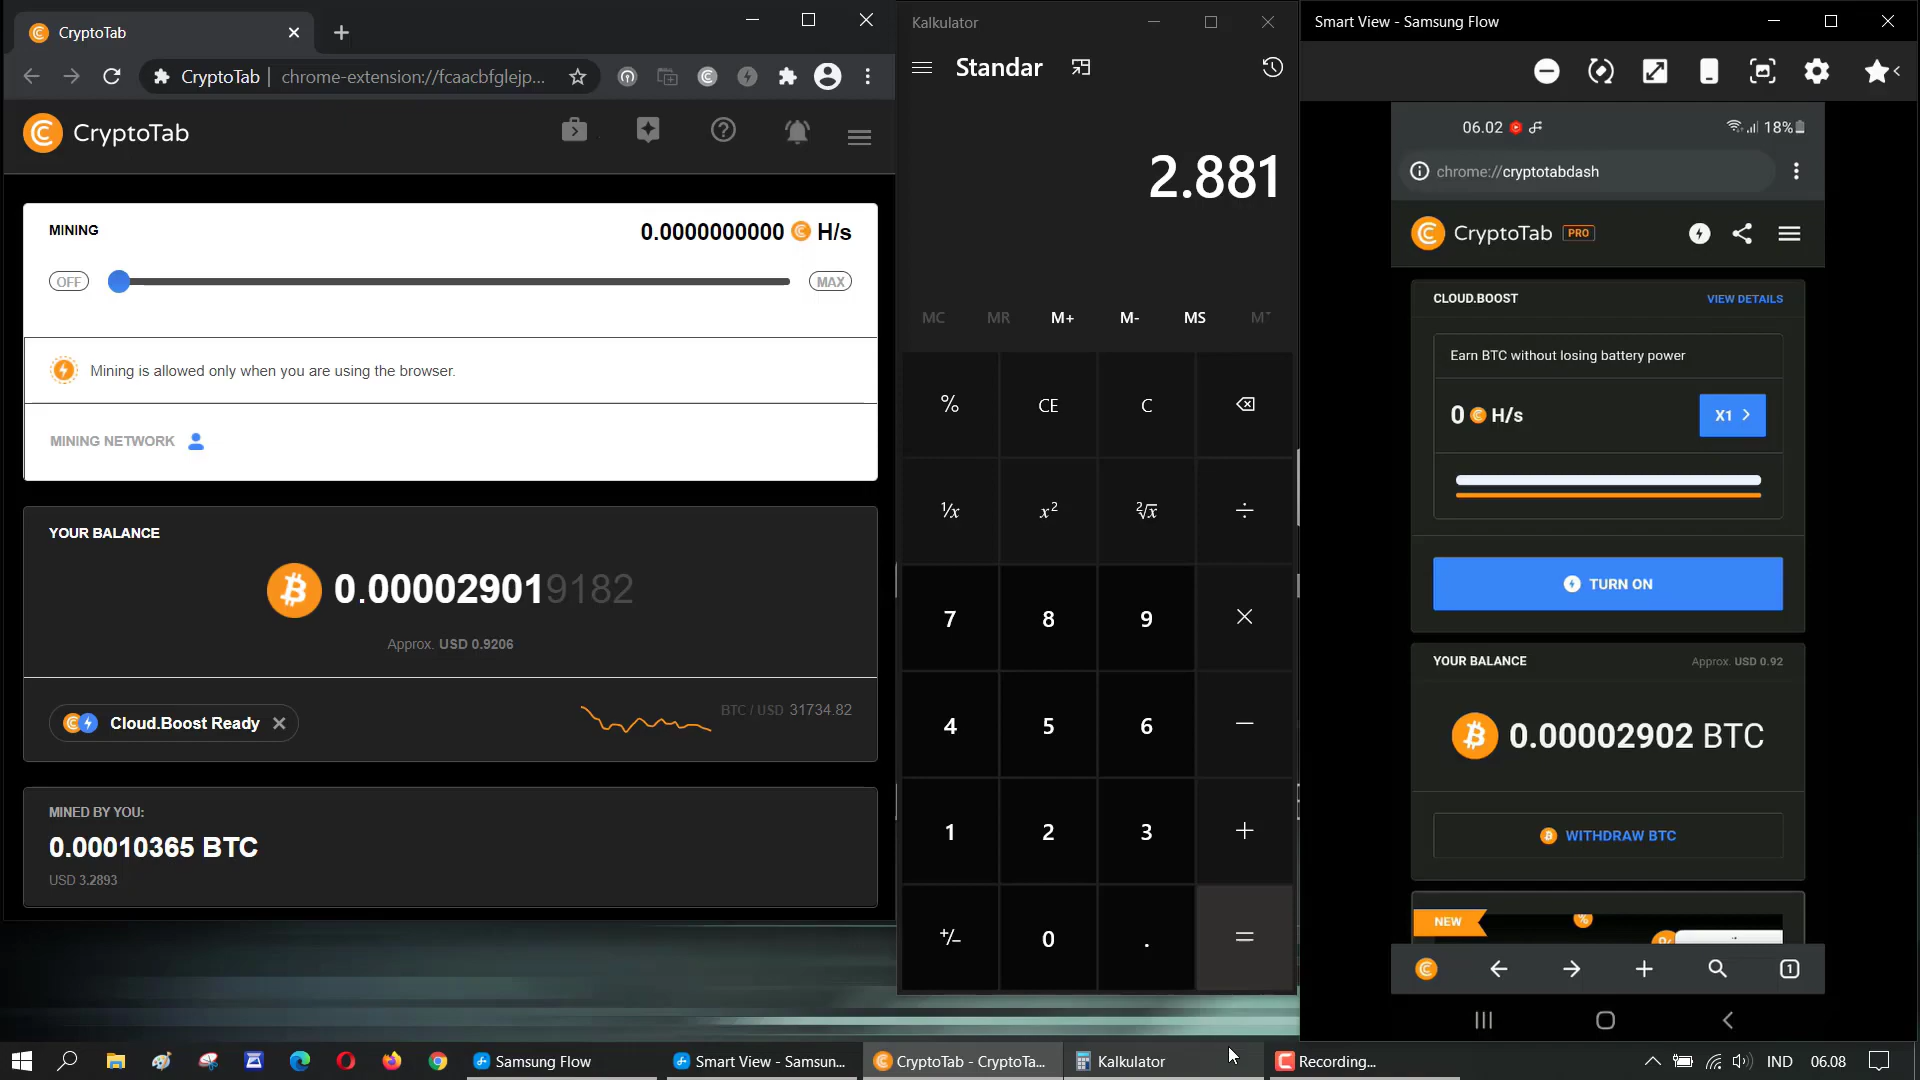 CryptoTab
CryptoTab
chrome-extension://fcaacbfglejp...
CryptoTab
MINING
0.0000000000 H/s
OFF
MAX
Mining is allowed only when you are using the browser.
MINING NETWORK
YOUR BALANCE
0.000029019182
Approx. USD 0.9206
Cloud.Boost Ready
BTC / USD 31734.82
MINED BY YOU:
0.00010365 BTC
USD 3.2893
Kalkulator
Standar
2.881
MC MR M+ M- MS M˅
% CE C
¹/x x² ²√x ÷
7 8 9 ×
4 5 6 −
1 2 3 +
+/− 0 . =
Smart View - Samsung Flow
06.02
18%
chrome://cryptotabdash
CryptoTab PRO
CLOUD.BOOST
VIEW DETAILS
Earn BTC without losing battery power
0 H/s
X1
TURN ON
YOUR BALANCE
Approx. USD 0.92
0.00002902 BTC
WITHDRAW BTC
NEW
1
Samsung Flow
Smart View - Samsun...
CryptoTab - CryptoTa...
Kalkulator
Recording...
IND
06.08